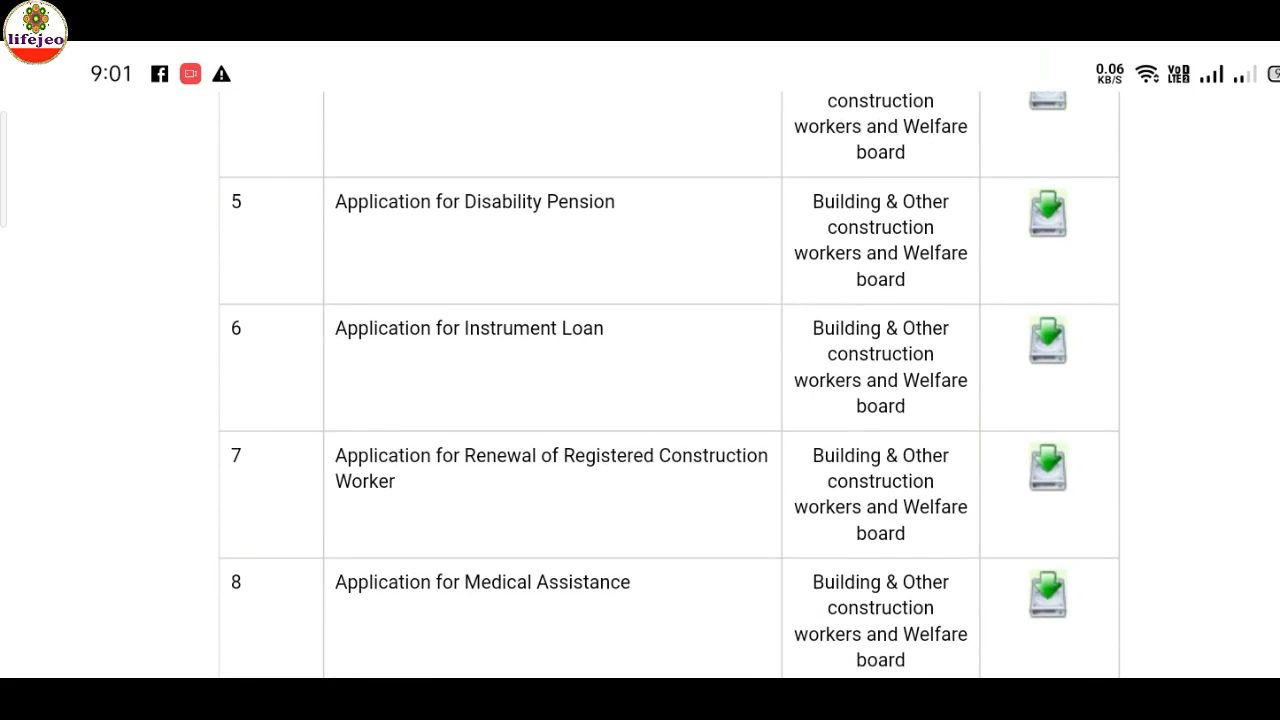 lifejeo
9:01
0.06
KB/S
Vo
LTE2
construction
workers and Welfare
board
5
Application for Disability Pension
Building & Other
construction
workers and Welfare
board
6
Application for Instrument Loan
Building & Other
construction
workers and Welfare
board
7
Application for Renewal of Registered Construction
Worker
Building & Other
construction
workers and Welfare
board
8
Application for Medical Assistance
Building & Other
construction
workers and Welfare
board